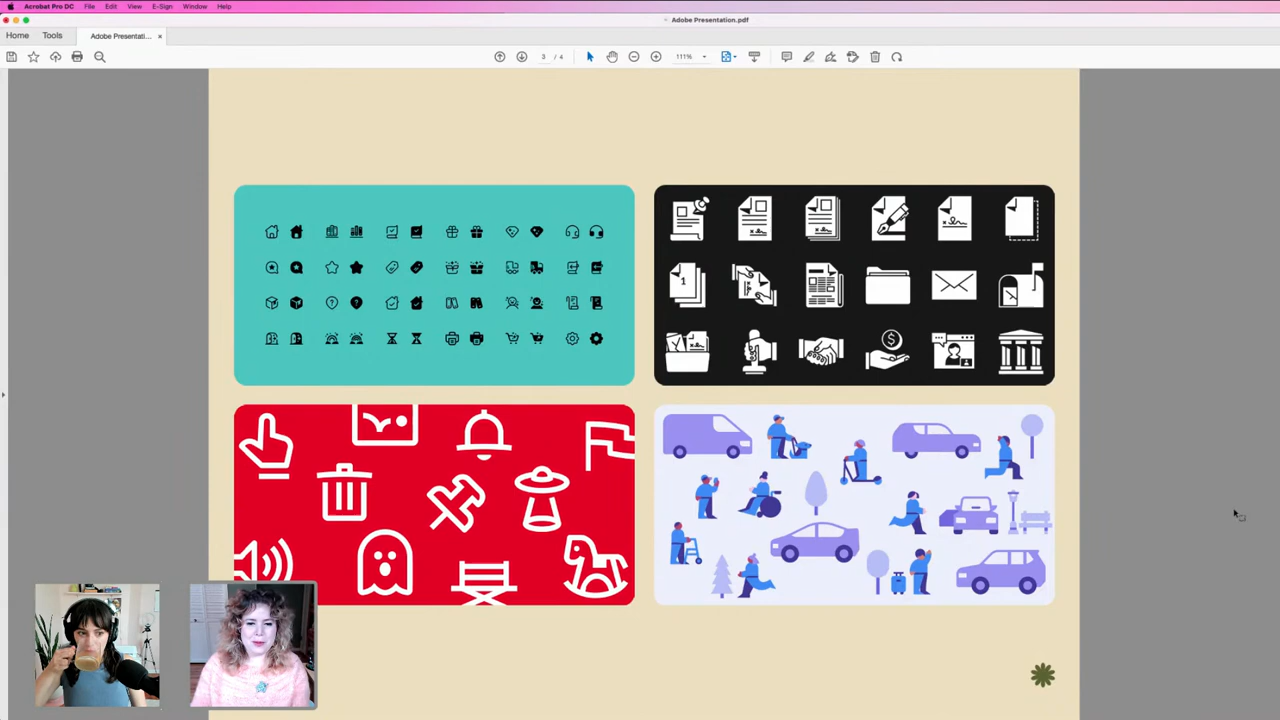 Acrobat Pro DC File Edit View E-Sign Window Help
Adobe Presentation.pdf
Home Tools Adobe Presentati... ×
3 / 4 111%
1
$